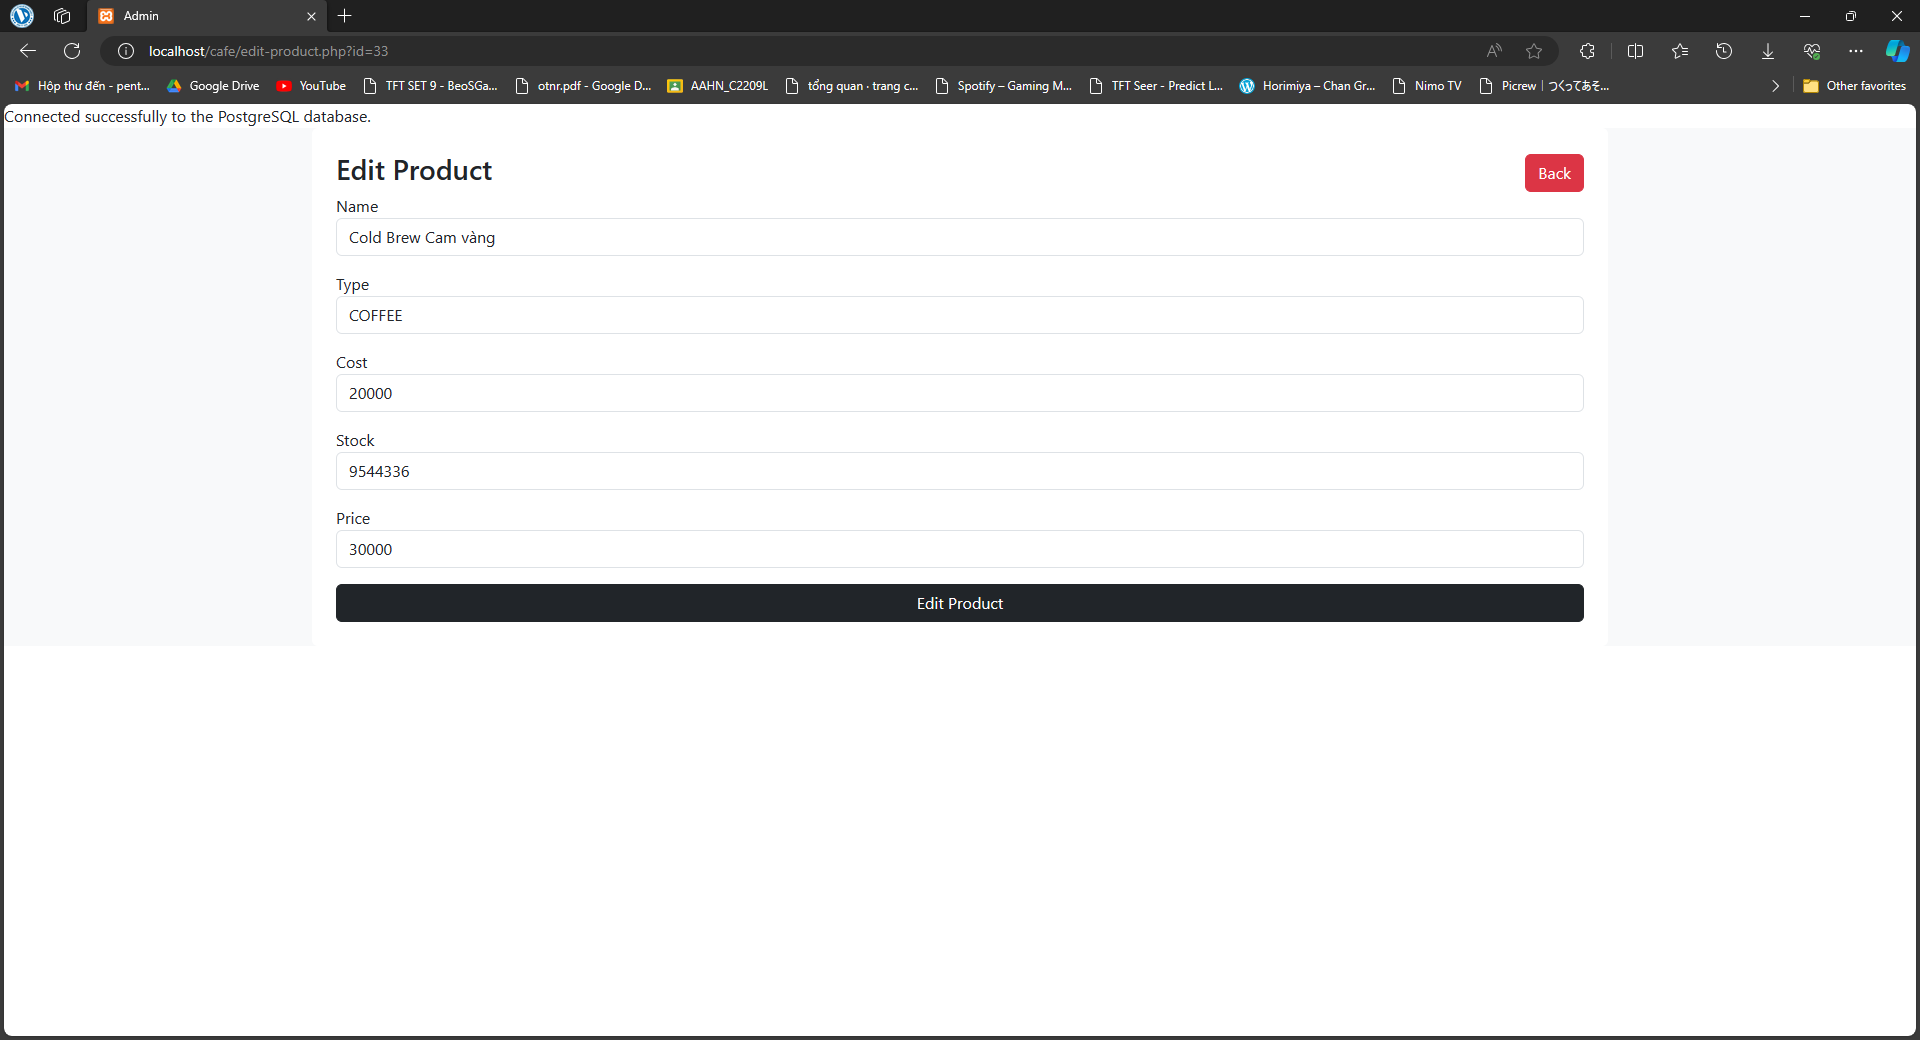 Admin
localhost/cafe/edit-product.php?id=33
Hộp thư đến - pent...
Google Drive
YouTube
TFT SET 9 - BeoSGa...
otnr.pdf - Google D...
AAHN_C2209L
tổng quan · trang c...
Spotify – Gaming M...
TFT Seer - Predict L...
Horimiya – Chan Gr...
Nimo TV
Picrew｜つくってあそ...
Other favorites
Connected successfully to the PostgreSQL database.
Edit Product
Back
Name
Cold Brew Cam vàng
Type
COFFEE
Cost
20000
Stock
9544336
Price
30000
Edit Product